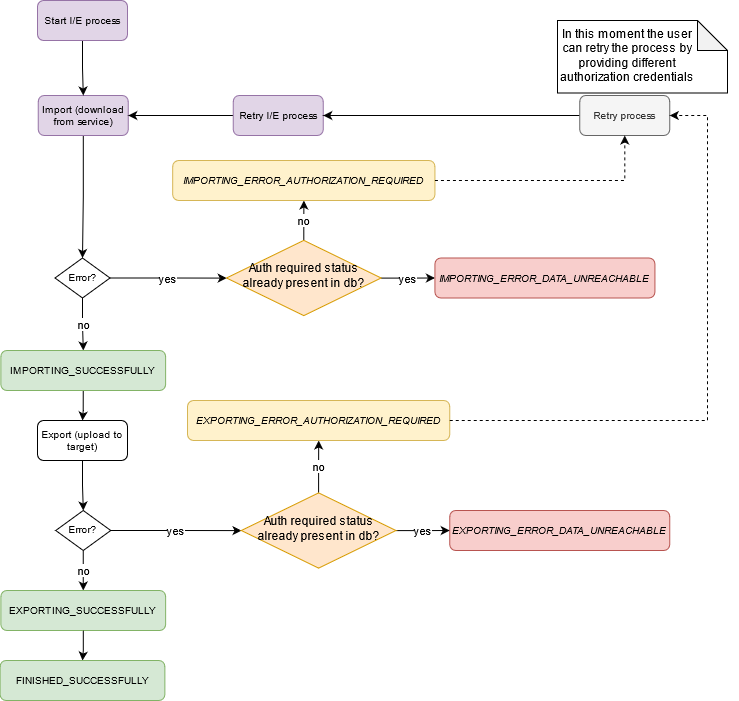 Start I/E process
In this moment the user
can retry the process by
providing different
authorization credentials
Import (download
from service)
Retry I/E process
Retry process
IMPORTING_ERROR_AUTHORIZATION_REQUIRED
no
Error?
yes
Auth required status
already present in db?
yes
IMPORTING_ERROR_DATA_UNREACHABLE
no
IMPORTING_SUCCESSFULLY
Export (upload to
target)
EXPORTING_ERROR_AUTHORIZATION_REQUIRED
no
Error?
yes
Auth required status
already present in db?
yes
EXPORTING_ERROR_DATA_UNREACHABLE
no
EXPORTING_SUCCESSFULLY
FINISHED_SUCCESSFULLY